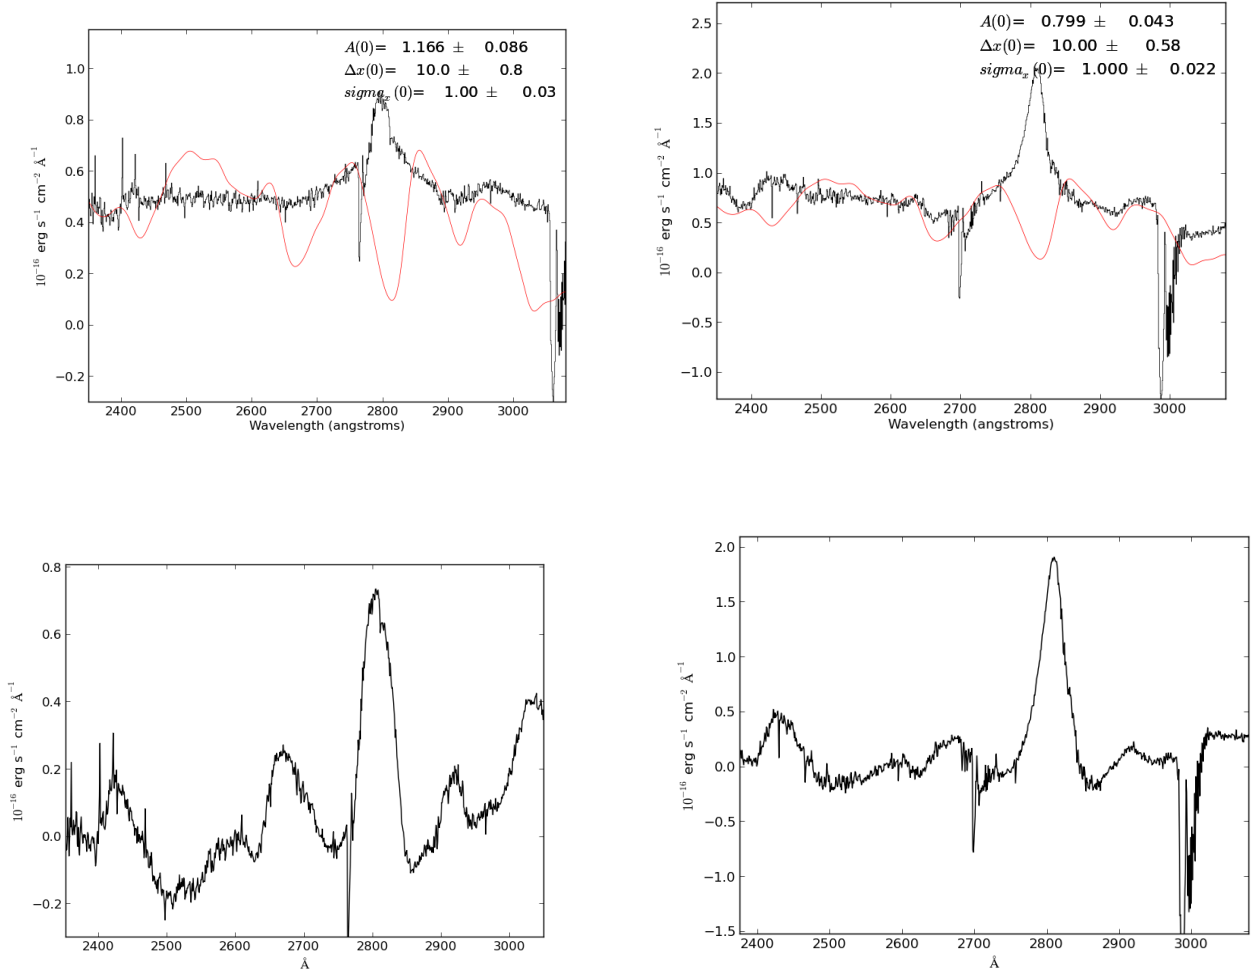 A(0)= 1.166 ± 0.086
Δx(0)= 10.0 ± 0.8
sigmaₓ(0)= 1.00 ± 0.03
1.0
0.8
0.6
0.4
0.2
0.0
−0.2
10⁻¹⁶ erg s⁻¹ cm⁻² Å⁻¹
2400 2500 2600 2700 2800 2900 3000
Wavelength (angstroms)
A(0)= 0.799 ± 0.043
Δx(0)= 10.00 ± 0.58
sigmaₓ(0)= 1.000 ± 0.022
2.5
2.0
1.5
1.0
0.5
0.0
−0.5
−1.0
10⁻¹⁶ erg s⁻¹ cm⁻² Å⁻¹
2400 2500 2600 2700 2800 2900 3000
Wavelength (angstroms)
0.8
0.6
0.4
0.2
0.0
−0.2
10⁻¹⁶ erg s⁻¹ cm⁻² Å⁻¹
2400 2500 2600 2700 2800 2900 3000
Å
2.0
1.5
1.0
0.5
0.0
−0.5
−1.0
−1.5
10⁻¹⁶ erg s⁻¹ cm⁻² Å⁻¹
2400 2500 2600 2700 2800 2900 3000
Å